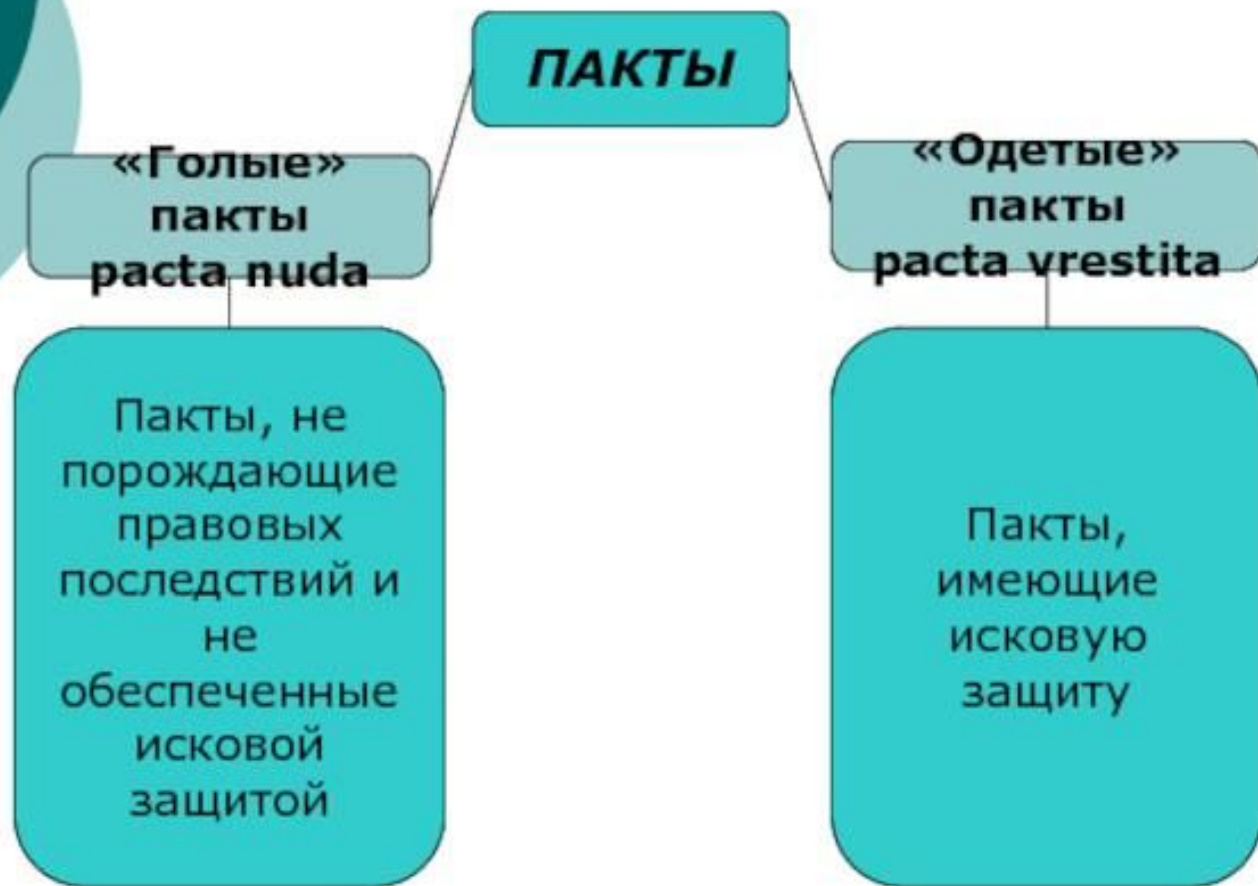 ПАКТЫ
«Голые»
пакты
pacta nuda
«Одетые»
пакты
pacta vrestita
Пакты, не
порождающие
правовых
последствий и
не
обеспеченные
исковой
защитой
Пакты,
имеющие
исковую
защиту